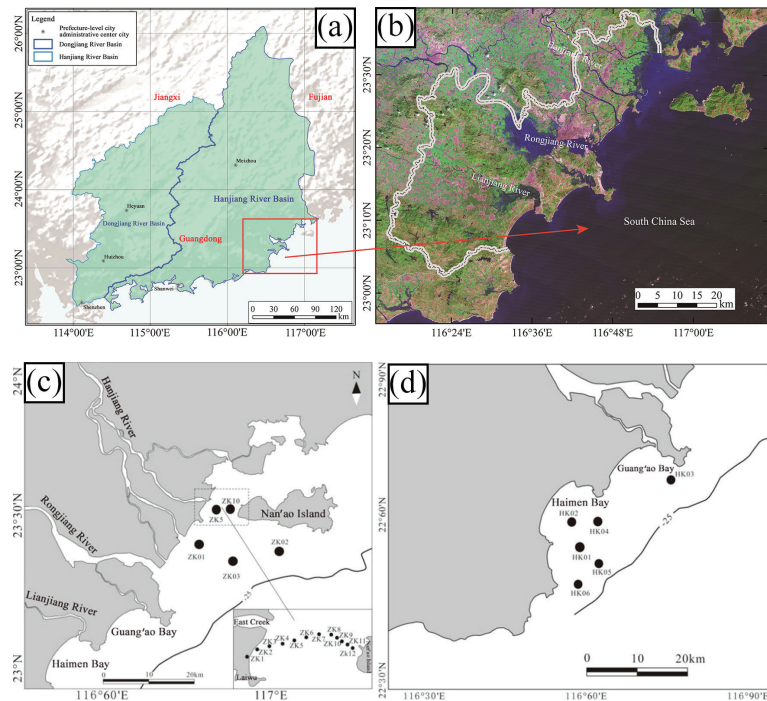 (a)
Legend
Prefecture-level city
administrative center city
Dongjiang River Basin
Hanjiang River Basin
26°00'N
25°00'N
24°00'N
23°00'N
Jiangxi
Fujian
Meizhou
Heyuan
Hanjiang River Basin
Dongjiang River Basin
Guangdong
Huizhou
Shanwei
Shenzhen
0 30 60 90 120
km
114°00'E
115°00'E
116°00'E
117°00'E
(b)
23°30'N
23°20'N
23°10'N
23°00'N
Hanjiang River
Rongjiang River
Lianjiang River
South China Sea
0 5 10 15 20
km
116°24'E
116°36'E
116°48'E
117°00'E
(c)
N
24°N
23°30'N
23°N
Hanjiang River
Rongjiang River
Lianjiang River
ZK10
ZK5
Nan'ao Island
ZK01
ZK02
ZK03
-25
Guang'ao Bay
Haimen Bay
0 10 20km
East Creek
ZK1
ZK2
ZK3
ZK4
ZK5
ZK6
ZK7
ZK8
ZK9
ZK10
ZK11
Zk12
Laiwu
Nan'ao Island
116°60'E
117°E
(d)
22°90'N
22°60'N
22°30'N
Guang'ao Bay
HK03
Haimen Bay
HK02
HK04
HK01
HK05
HK06
-25
0 10 20km
116°30'E
116°60'E
116°90'E